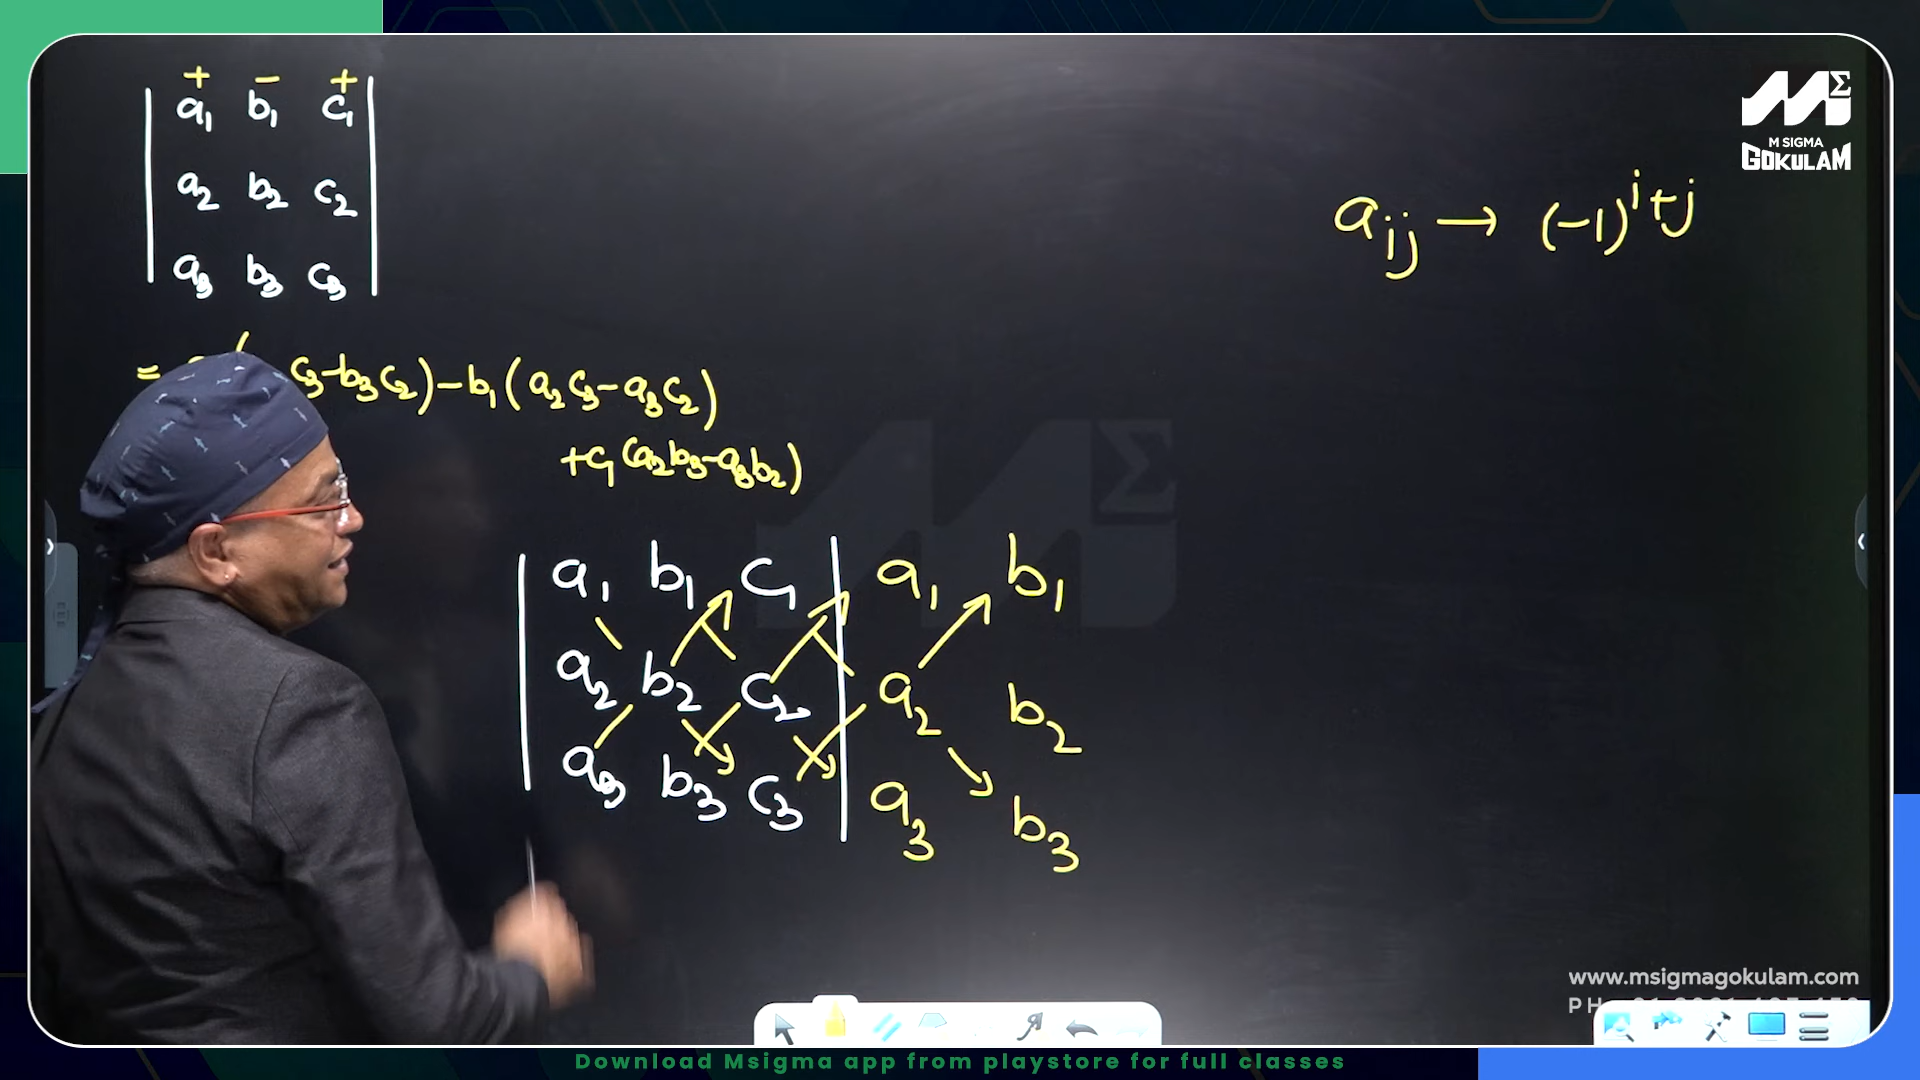 + − +
a₁ b₁ c₁
a₂ b₂ c₂
a₃ b₃ c₃
a_ij → (-1)^i+j
= c₃-b₃c₂) - b₁(a₂c₃-a₃c₂)
+c₁(a₂b₃-a₃b₂)
a₁ b₁ c₁ a₁ b₁
a₂ b₂ c₂ a₂ b₂
a₃ b₃ c₃ a₃ b₃
M Σ
M SIGMA
GOKULAM
www.msigmagokulam.com
Download Msigma app from playstore for full classes